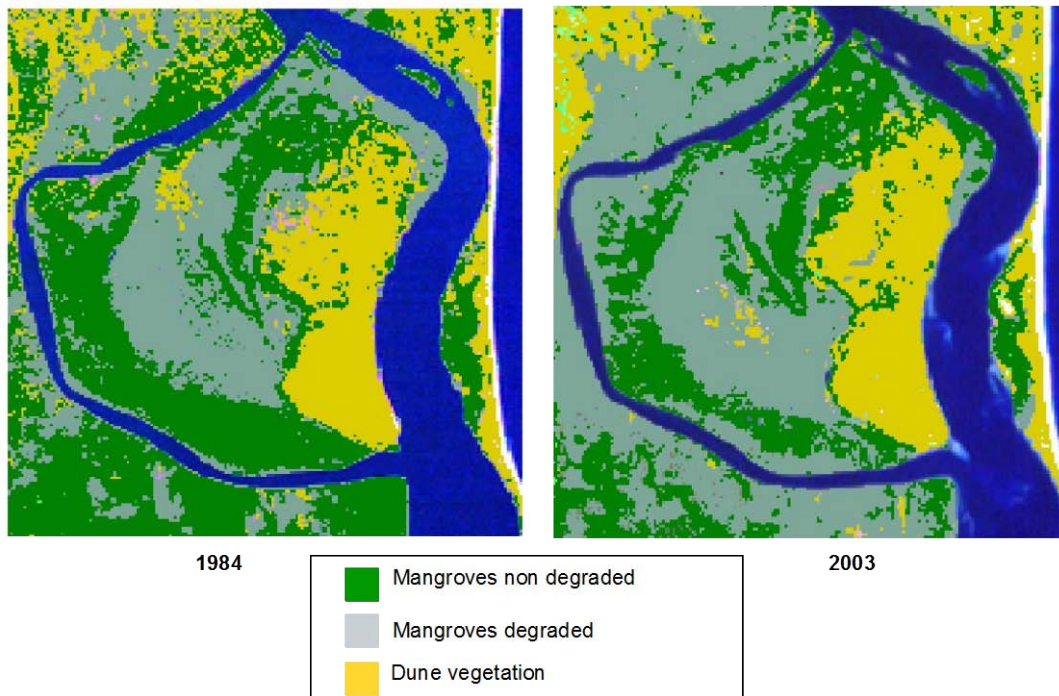 1984
2003
Mangroves non degraded
Mangroves degraded
Dune vegetation